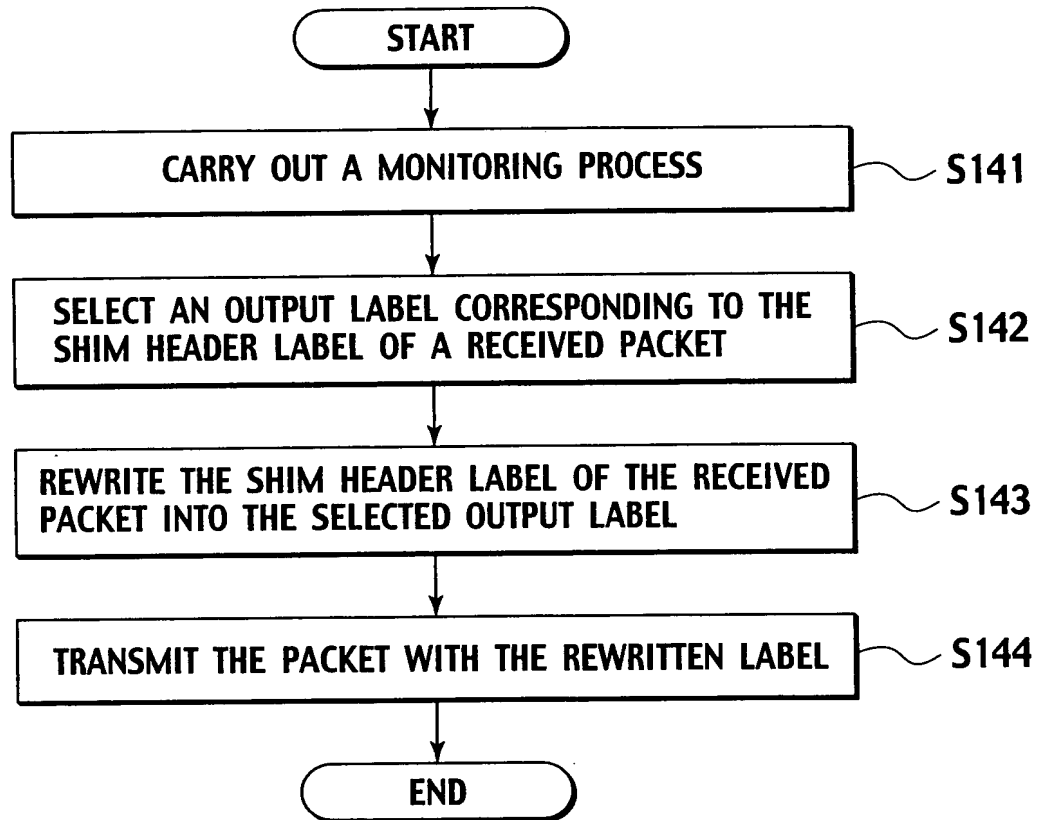 START
CARRY OUT A MONITORING PROCESS
S141
SELECT AN OUTPUT LABEL CORRESPONDING TO THE
SHIM HEADER LABEL OF A RECEIVED PACKET
S142
REWRITE THE SHIM HEADER LABEL OF THE RECEIVED
PACKET INTO THE SELECTED OUTPUT LABEL
S143
TRANSMIT THE PACKET WITH THE REWRITTEN LABEL
S144
END